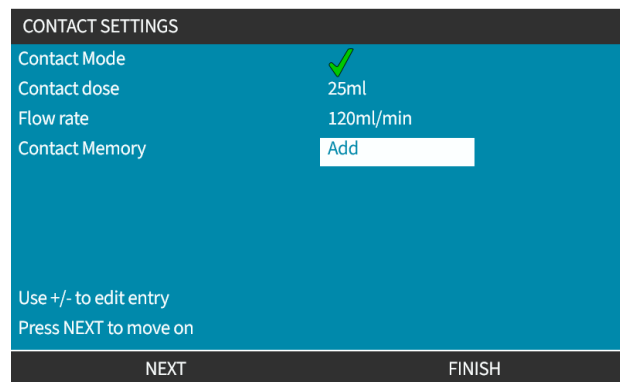 CONTACT SETTINGS
Contact Mode
Contact dose 25ml
Flow rate 120ml/min
Contact Memory Add
Use +/- to edit entry
Press NEXT to move on
NEXT FINISH